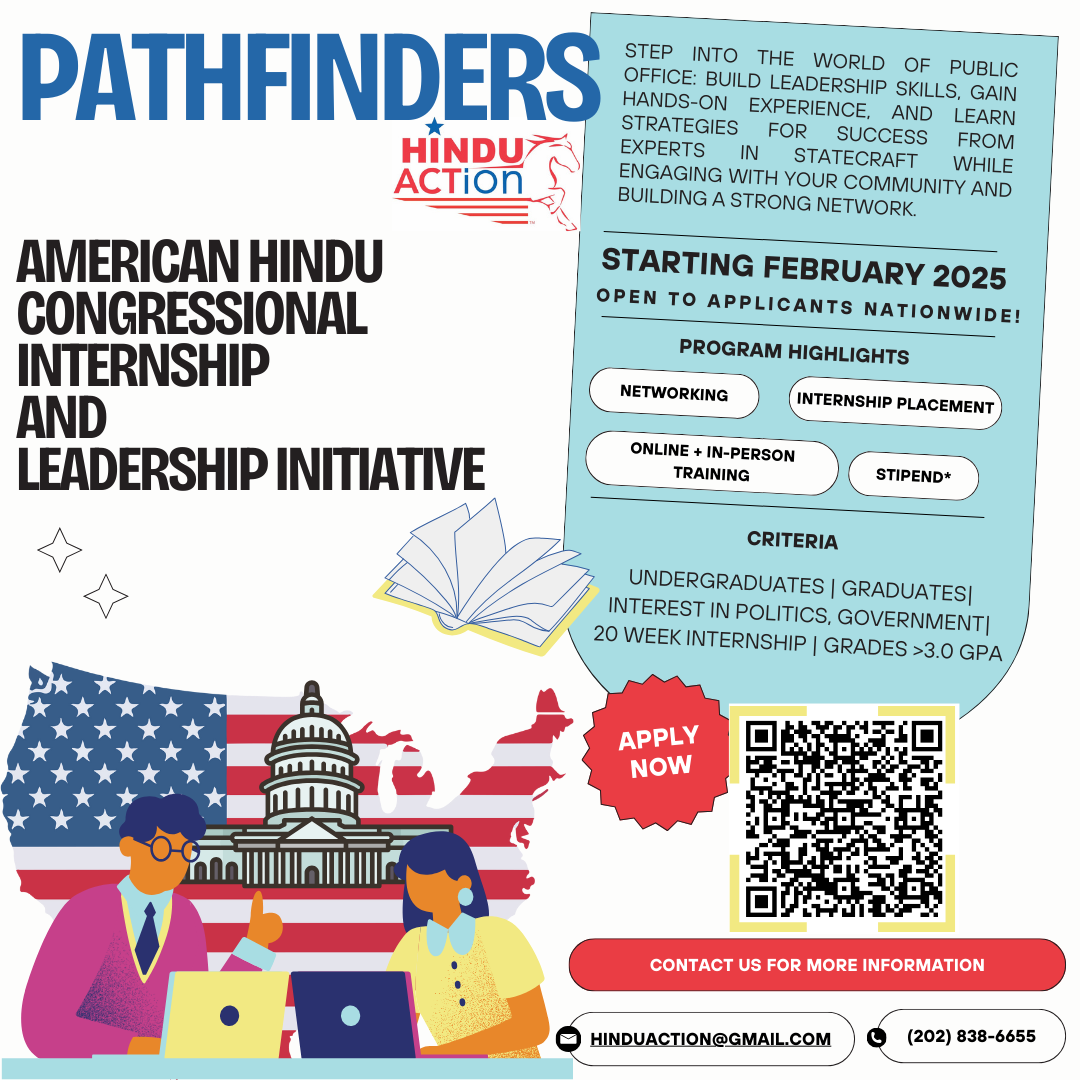 PATHFINDERS
HiNDU
ACTion
AMERICAN HINDU
CONGRESSIONAL
INTERNSHIP
AND
LEADERSHIP INITIATIVE
STEP INTO THE WORLD OF PUBLIC
OFFICE: BUILD LEADERSHIP SKILLS, GAIN
HANDS-ON EXPERIENCE, AND LEARN
STRATEGIES FOR SUCCESS FROM
EXPERTS IN STATECRAFT WHILE
ENGAGING WITH YOUR COMMUNITY AND
BUILDING A STRONG NETWORK.
STARTING FEBRUARY 2025
OPEN TO APPLICANTS NATIONWIDE!
PROGRAM HIGHLIGHTS
NETWORKING
INTERNSHIP PLACEMENT
ONLINE + IN-PERSON
TRAINING
STIPEND*
CRITERIA
UNDERGRADUATES | GRADUATES|
INTEREST IN POLITICS, GOVERNMENT|
20 WEEK INTERNSHIP | GRADES >3.0 GPA
APPLY
NOW
CONTACT US FOR MORE INFORMATION
HINDUACTION@GMAIL.COM
(202) 838-6655